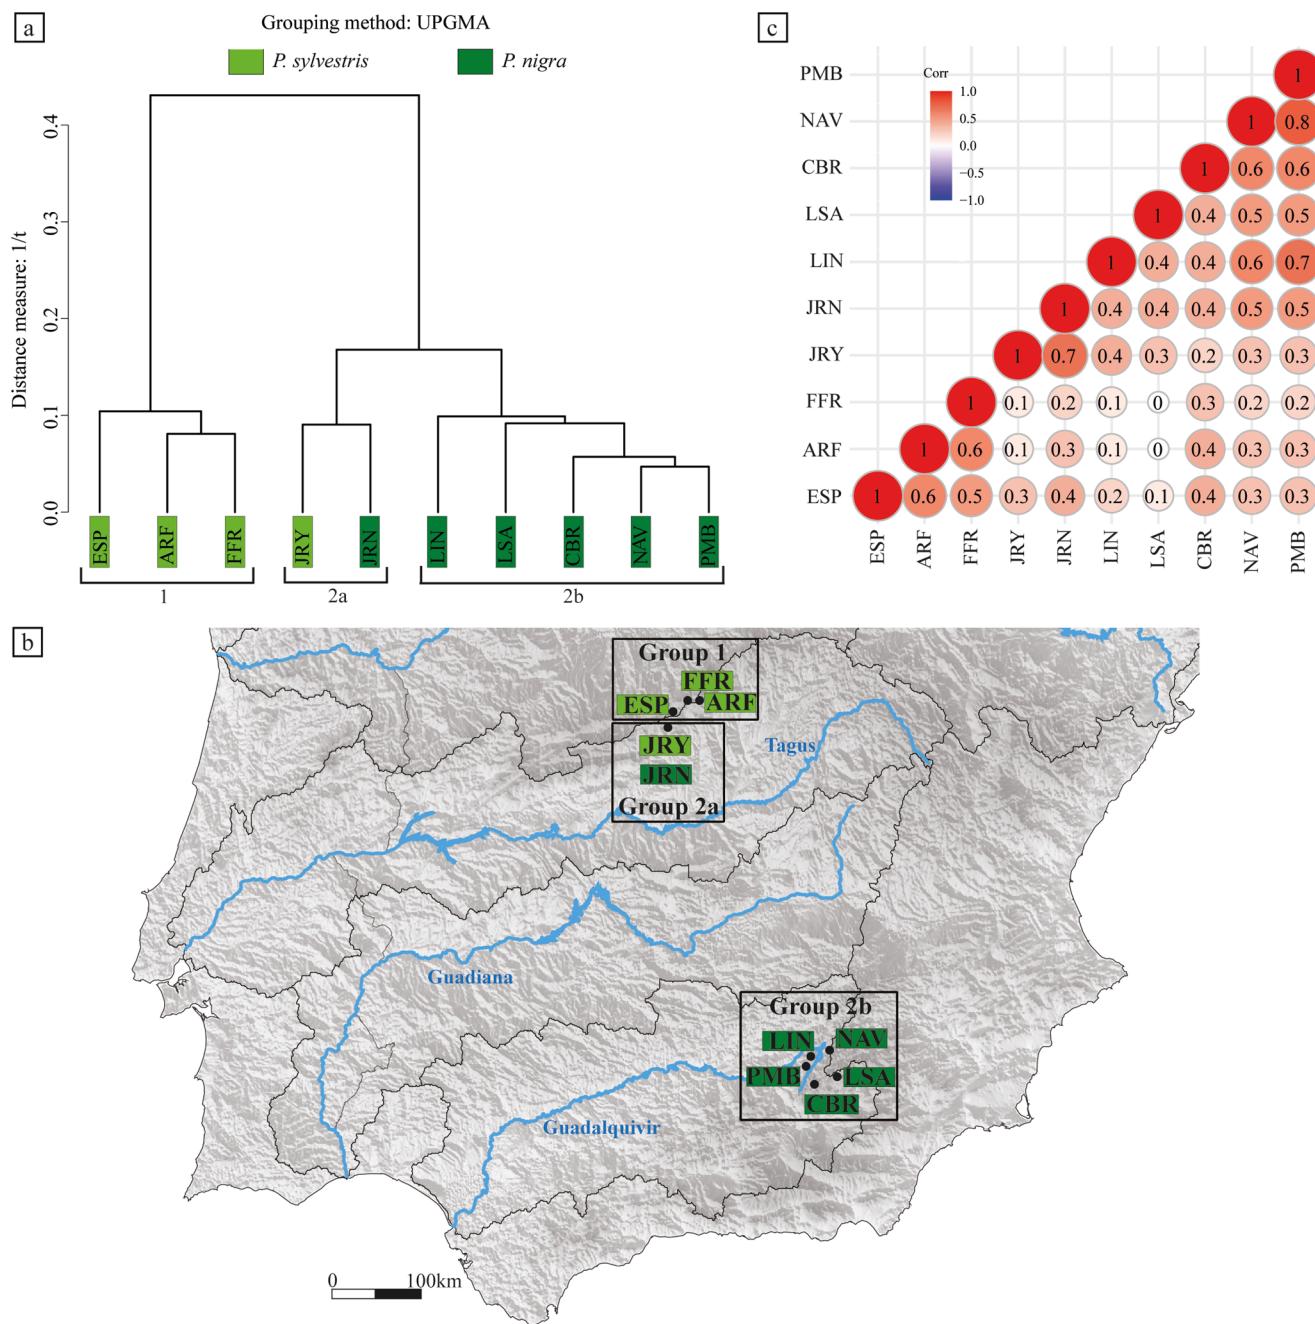 a
Grouping method: UPGMA
P. sylvestris
P. nigra
Distance measure: 1/t
0.4
0.3
0.2
0.1
0.0
ESP
ARF
FFR
JRY
JRN
LIN
LSA
CBR
NAV
PMB
1
2a
2b
c
Corr
1.0
0.5
0.0
−0.5
−1.0
PMB 1
NAV 1 0.8
CBR 1 0.6 0.6
LSA 1 0.4 0.5 0.5
LIN 1 0.4 0.4 0.6 0.7
JRN 1 0.4 0.4 0.4 0.5 0.5
JRY 1 0.7 0.4 0.3 0.2 0.3 0.3
FFR 1 0.1 0.2 0.1 0 0.3 0.2 0.2
ARF 1 0.6 0.1 0.3 0.1 0 0.4 0.3 0.3
ESP 1 0.6 0.5 0.3 0.4 0.2 0.1 0.4 0.3 0.3
ESP
ARF
FFR
JRY
JRN
LIN
LSA
CBR
NAV
PMB
b
Group 1
FFR
ESP
ARF
JRY
JRN
Group 2a
Tagus
Guadiana
Group 2b
LIN
NAV
PMB
LSA
CBR
Guadalquivir
0 100km